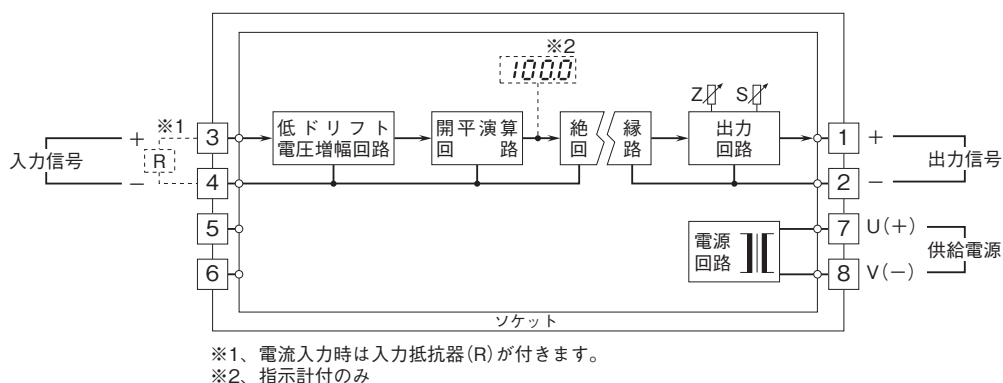 ※2
100.0
Z S
※1
入力信号
+
R
−
3
4
5
6
低ドリフト
電圧増幅回路
開平演算
回　　路
絶　縁
回　路
出力
回路
1
2
7
8
+
−
出力信号
電源
回路
U(+)
V(−)
供給電源
ソケット
※1、電流入力時は入力抵抗器(R)が付きます。
※2、指示計付のみ